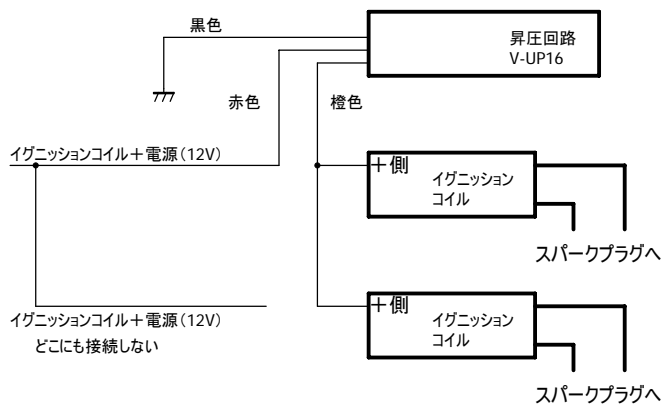 黒色
昇圧回路
V-UP16
赤色
橙色
イグニッションコイル＋電源（12V）
＋側
イグニッション
コイル
スパークプラグへ
イグニッションコイル＋電源（12V）
どこにも接続しない
＋側
イグニッション
コイル
スパークプラグへ